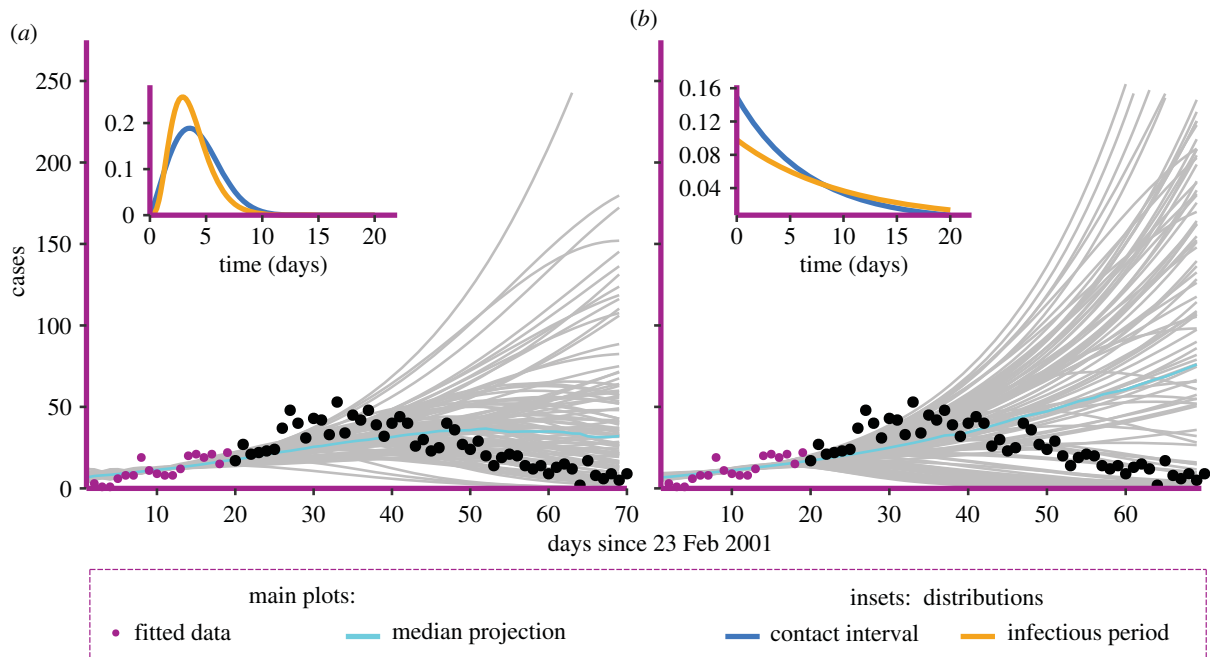 (a)
(b)
250
200
150
100
50
0
cases
0.2
0.1
0
0 5 10 15 20
time (days)
10 20 30 40 50 60 70
0.16
0.12
0.08
0.04
0 5 10 15 20
time (days)
10 20 30 40 50 60
days since 23 Feb 2001
main plots:
insets: distributions
fitted data
median projection
contact interval
infectious period